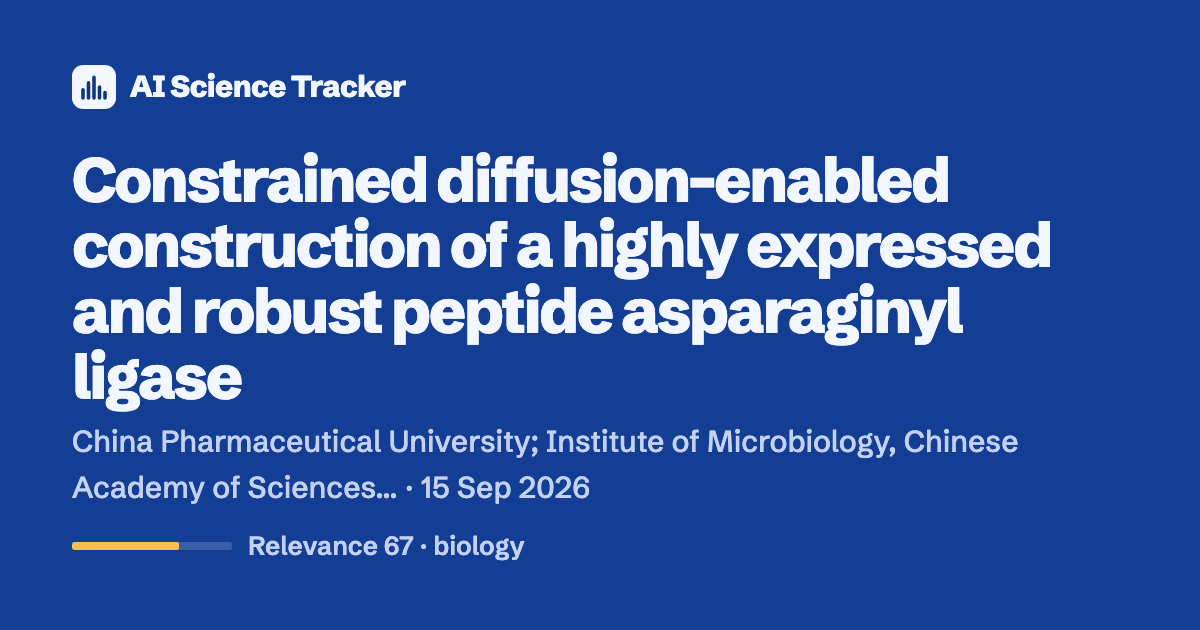 AI Science Tracker
Constrained diffusion-enabled
construction of a highly expressed
and robust peptide asparaginyl
ligase
China Pharmaceutical University; Institute of Microbiology, Chinese
Academy of Sciences... · 15 Sep 2026
Relevance 67 · biology